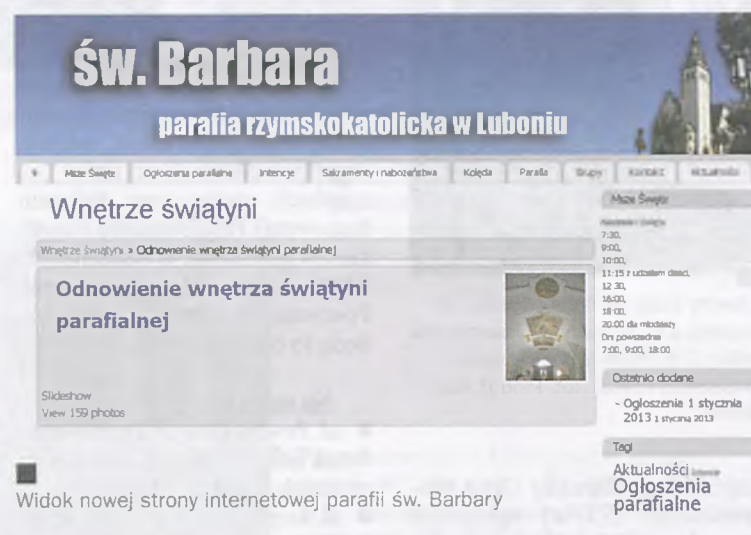 św. Barbara
parafia rzymskokatolicka w Luboniu
Msze Święte Ogłoszenia parafialne Intencje Sakramenty i nabożeństwa Kolęda Parafia Grupy Kontakt Aktualności
Wnętrze świątyni
Wnętrze świątyni » Odnowienie wnętrza świątyni parafialnej
Odnowienie wnętrza świątyni
parafialnej
Slideshow
View 159 photos
Msze Święte
7:30,
9:00,
10:00,
11:15 z udziałem dzieci,
12:30,
16:00,
18:00,
20:00 dla młodzieży
Dni powszednie
7:00, 9:00, 18:00
Ostatnio dodane
- Ogłoszenia 1 stycznia
2013 1 stycznia 2013
Tagi
Aktualności
Ogłoszenia
parafialne
Widok nowej strony internetowej parafii św. Barbary